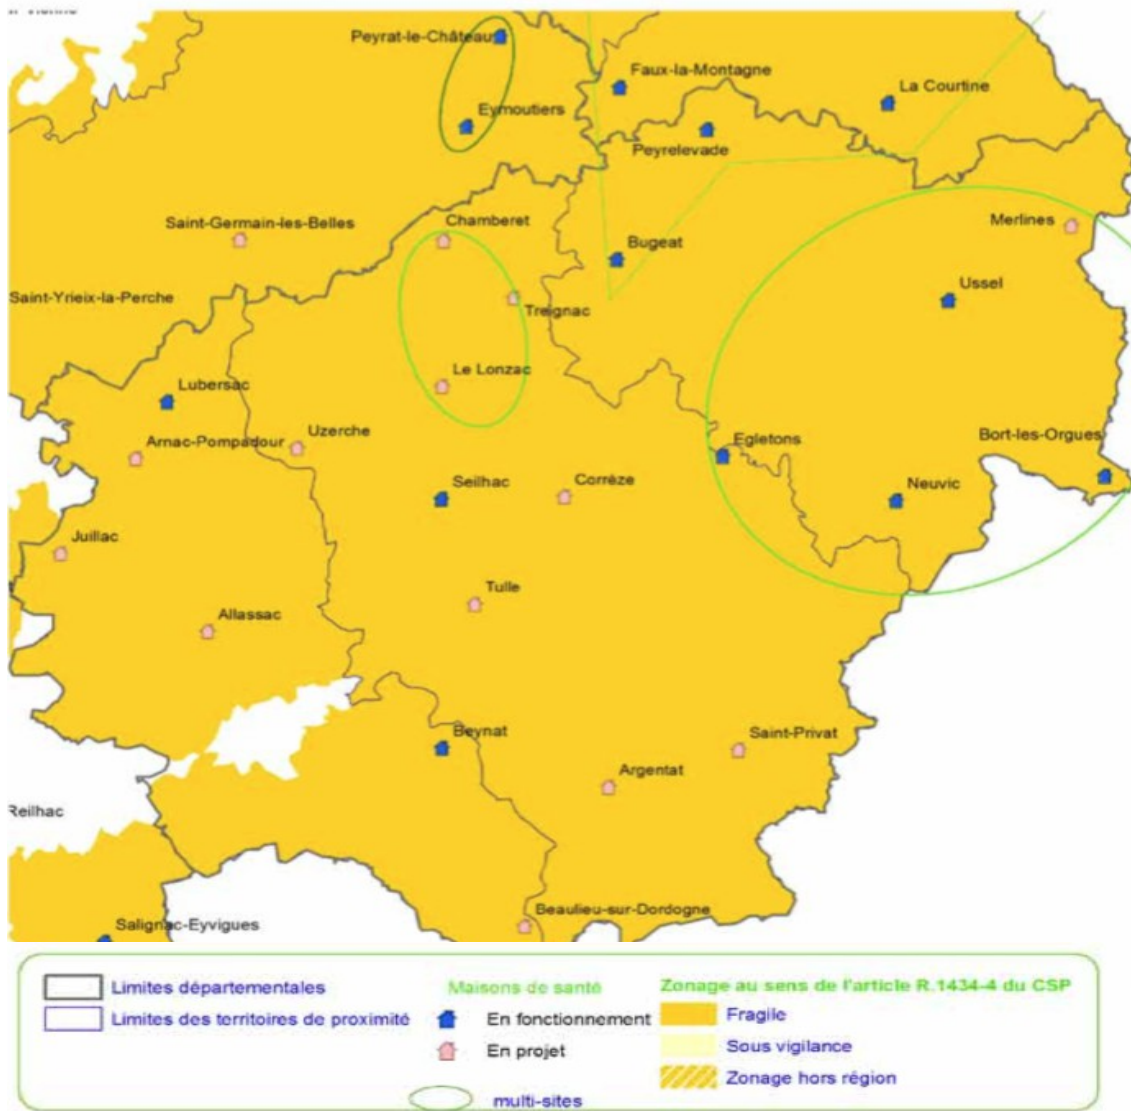 Peyrat-le-Château
Faux-la-Montagne
La Courtine
Eymoutiers
Peyrelevade
Saint-Germain-les-Belles
Chamberet
Merlines
Bugeat
Ussel
Saint-Yrieix-la-Perche
Treignac
Le Lonzac
Lubersac
Uzerche
Arnac-Pompadour
Egletons
Bort-les-Orgues
Seilhac
Corrèze
Neuvic
Juillac
Tulle
Allassac
Beynat
Saint-Privat
Argentat
Reilhac
Beaulieu-sur-Dordogne
Salignac-Eyvigues
Limites départementales
Limites des territoires de proximité
Maisons de santé
En fonctionnement
En projet
multi-sites
Zonage au sens de l'article R.1434-4 du CSP
Fragile
Sous vigilance
Zonage hors région